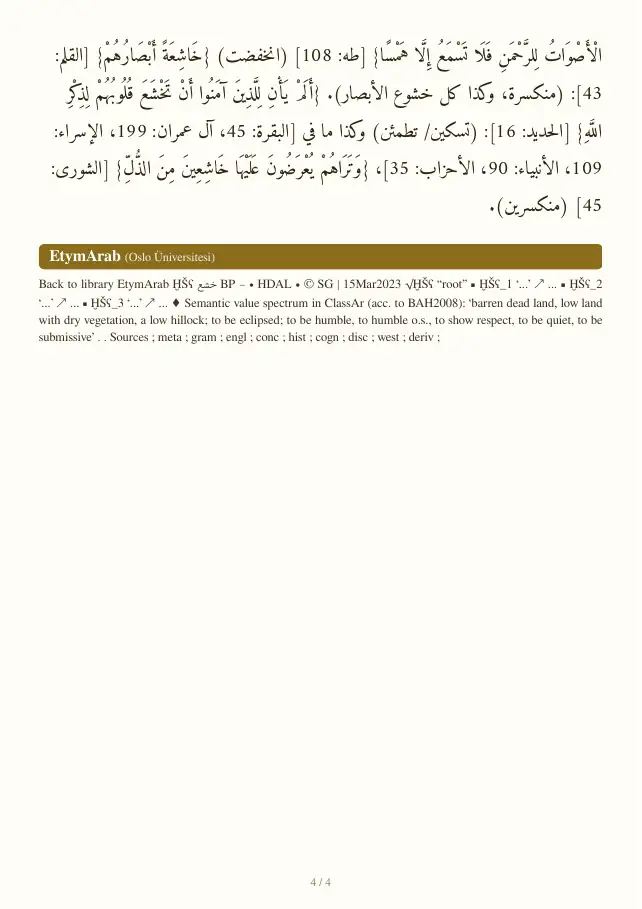 الْأَصْوَاتُ لِلرَّحْمَنِ فَلَا تَسْمَعُ إِلَّا هَمْسًا} [طه: 108] (انخفضت) {خَاشِعَةً أَبْصَارُهُمْ} [القلم:
43]: (منكسرة، وكذا كل خشوع الأبصار). {أَلَمْ يَأْنِ لِلَّذِينَ آمَنُوا أَنْ تَخْشَعَ قُلُوبُهُمْ لِذِكْرِ
اللَّهِ} [الحديد: 16]: (تسكين/ تطمئن) وكذا ما في [البقرة: 45، آل عمران: 199، الإسراء:
109، الأنبياء: 90، الأحزاب: 35]، {وَتَرَاهُمْ يُعْرَضُونَ عَلَيْهَا خَاشِعِينَ مِنَ الذُّلِّ} [الشورى:
45] (منكسرين).
EtymArab (Oslo Üniversitesi)
Back to library EtymArab ḪŠʕ خشع BP – • HDAL • © SG | 15Mar2023 √ḪŠʕ “root” ▪ ḪŠʕ_1 ‘...’ ↗ ... ▪ ḪŠʕ_2
‘...’ ↗ ... ▪ ḪŠʕ_3 ‘...’ ↗ ... ♦ Semantic value spectrum in ClassAr (acc. to BAH2008): ‘barren dead land, low land
with dry vegetation, a low hillock; to be eclipsed; to be humble, to humble o.s., to show respect, to be quiet, to be
submissive’ . . Sources ; meta ; gram ; engl ; conc ; hist ; cogn ; disc ; west ; deriv ;
4 / 4